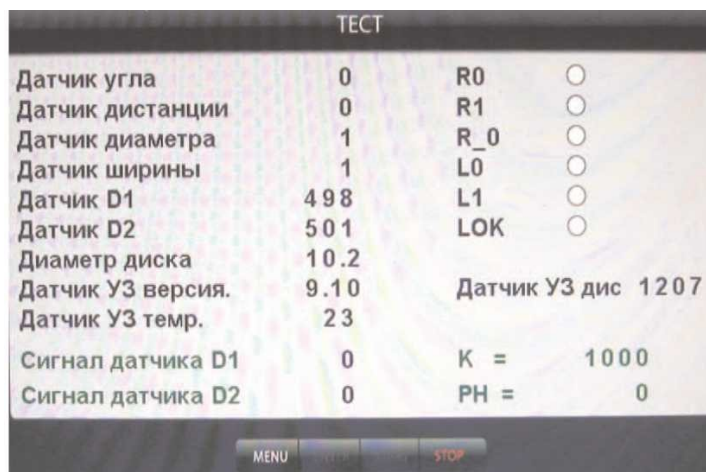 ТЕСТ
Датчик угла 0 R0
Датчик дистанции 0 R1
Датчик диаметра 1 R_0
Датчик ширины 1 L0
Датчик D1 498 L1
Датчик D2 501 LOK
Диаметр диска 10.2
Датчик УЗ версия. 9.10 Датчик УЗ дис 1207
Датчик УЗ темр. 23
Сигнал датчика D1 0 K = 1000
Сигнал датчика D2 0 PH = 0
MENU STOP